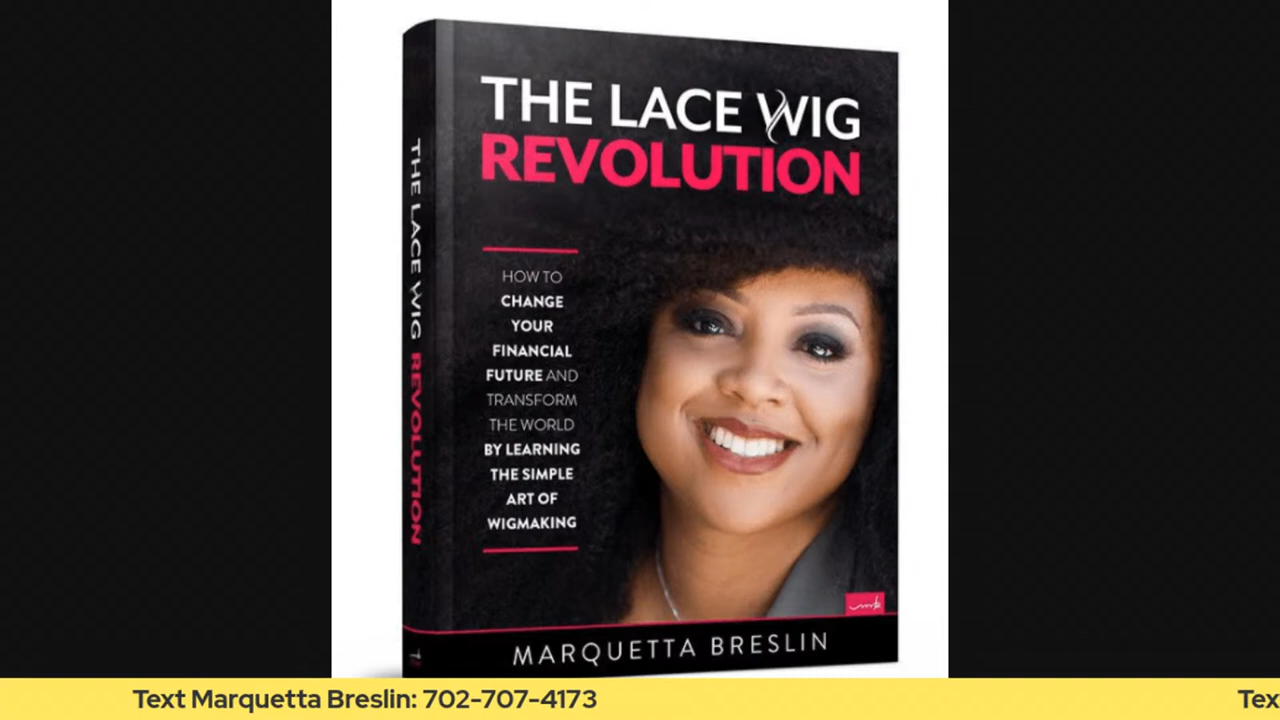 THE LACE WIG
REVOLUTION
THE LACE WIG REVOLUTION
HOW TO
CHANGE
YOUR
FINANCIAL
FUTURE AND
TRANSFORM
THE WORLD
BY LEARNING
THE SIMPLE
ART OF
WIGMAKING
MARQUETTA BRESLIN
Text Marquetta Breslin: 702-707-4173
Tex